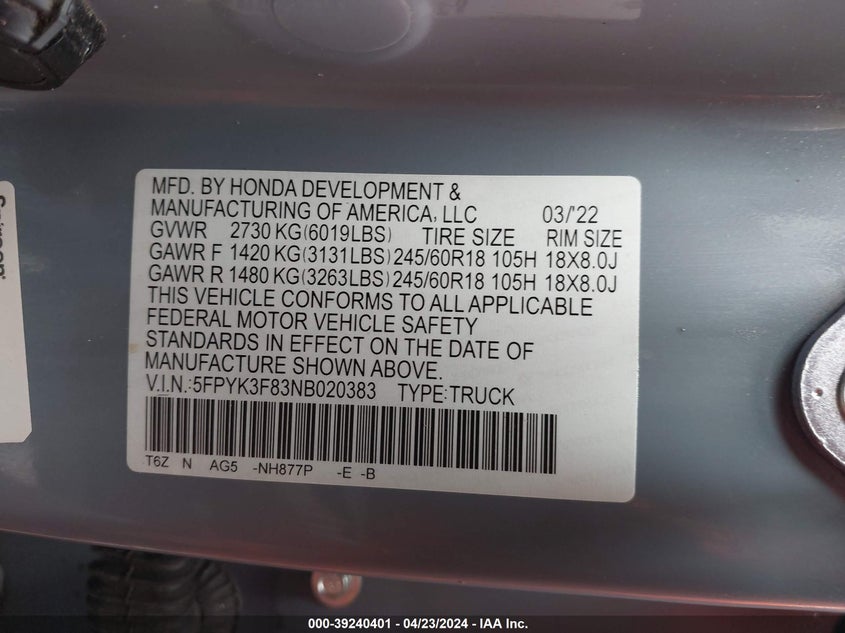 MFD. BY HONDA DEVELOPMENT &
MANUFACTURING OF AMERICA, LLC 03/'22
GVWR 2730 KG(6019LBS) TIRE SIZE RIM SIZE
GAWR F 1420 KG(3131LBS) 245/60R18 105H 18X8.0J
GAWR R 1480 KG(3263LBS) 245/60R18 105H 18X8.0J
THIS VEHICLE CONFORMS TO ALL APPLICABLE
FEDERAL MOTOR VEHICLE SAFETY
STANDARDS IN EFFECT ON THE DATE OF
MANUFACTURE SHOWN ABOVE.
V.I.N.:5FPYK3F83NB020383 TYPE:TRUCK
T6Z N AG5 -NH877P -E -B
000-39240401 - 04/23/2024 - IAA Inc.